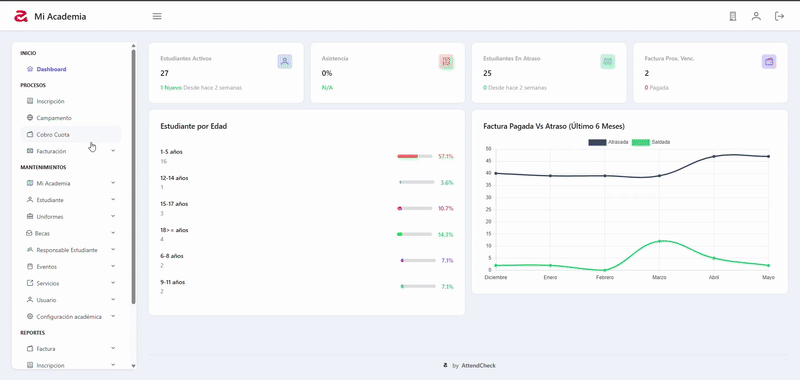 Mi Academia
INICIO
Dashboard
PROCESOS
Inscripción
Campamento
Cobro Cuota
Facturación
MANTENIMIENTOS
Mi Academia
Estudiante
Uniformes
Becas
Responsable Estudiante
Eventos
Servicios
Usuario
Configuración académica
REPORTES
Factura
Inscripcion
Estudiantes Activos
27
1 Nuevos Desde hace 2 semanas
Asistencia
0%
N/A
Estudiantes En Atraso
25
0 Desde hace 2 semanas
Factura Prox. Venc.
2
0 Pagada
Estudiante por Edad
1-5 años
16
57.1%
12-14 años
1
3.6%
15-17 años
3
10.7%
18>= años
4
14.3%
6-8 años
2
7.1%
9-11 años
2
7.1%
Factura Pagada Vs Atraso (Último 6 Meses)
Atrasada
Saldada
50
45
40
35
30
25
20
15
10
5
0
Diciembre
Enero
Febrero
Marzo
Abril
Mayo
by AttendCheck